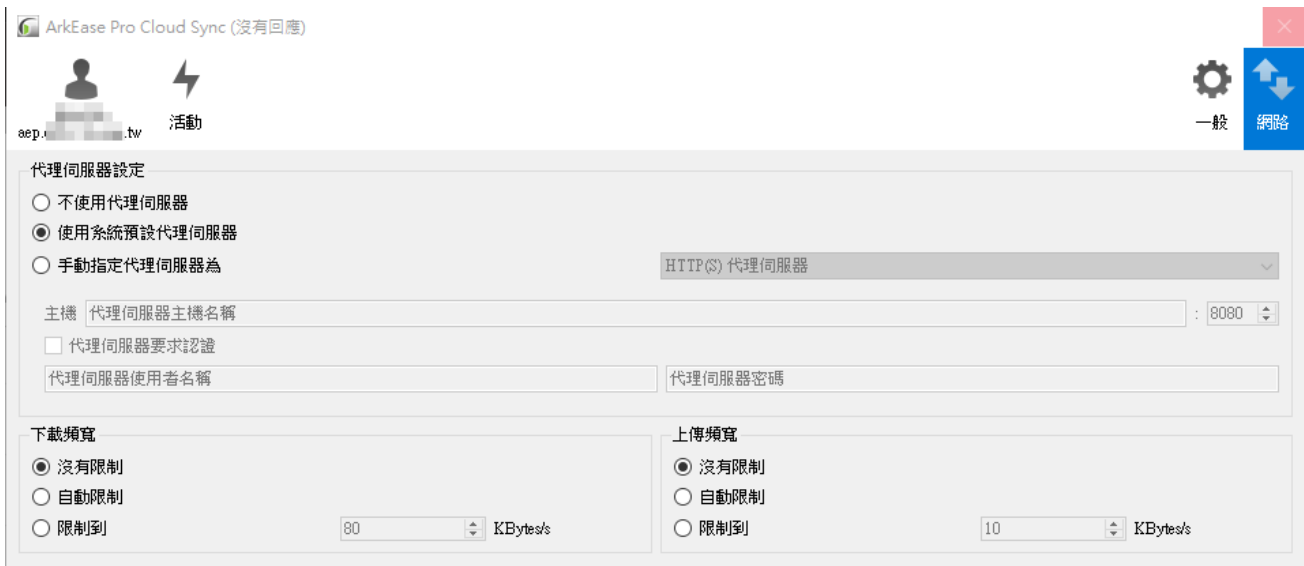 ArkEase Pro Cloud Sync (沒有回應)
活動
一般
網路
代理伺服器設定
不使用代理伺服器
使用系統預設代理伺服器
手動指定代理伺服器為 HTTP(S) 代理伺服器
主機 代理伺服器主機名稱 : 8080
代理伺服器要求認證
代理伺服器使用者名稱 代理伺服器密碼
下載頻寬 上傳頻寬
沒有限制 沒有限制
自動限制 自動限制
限制到 80 KBytes/s 限制到 10 KBytes/s